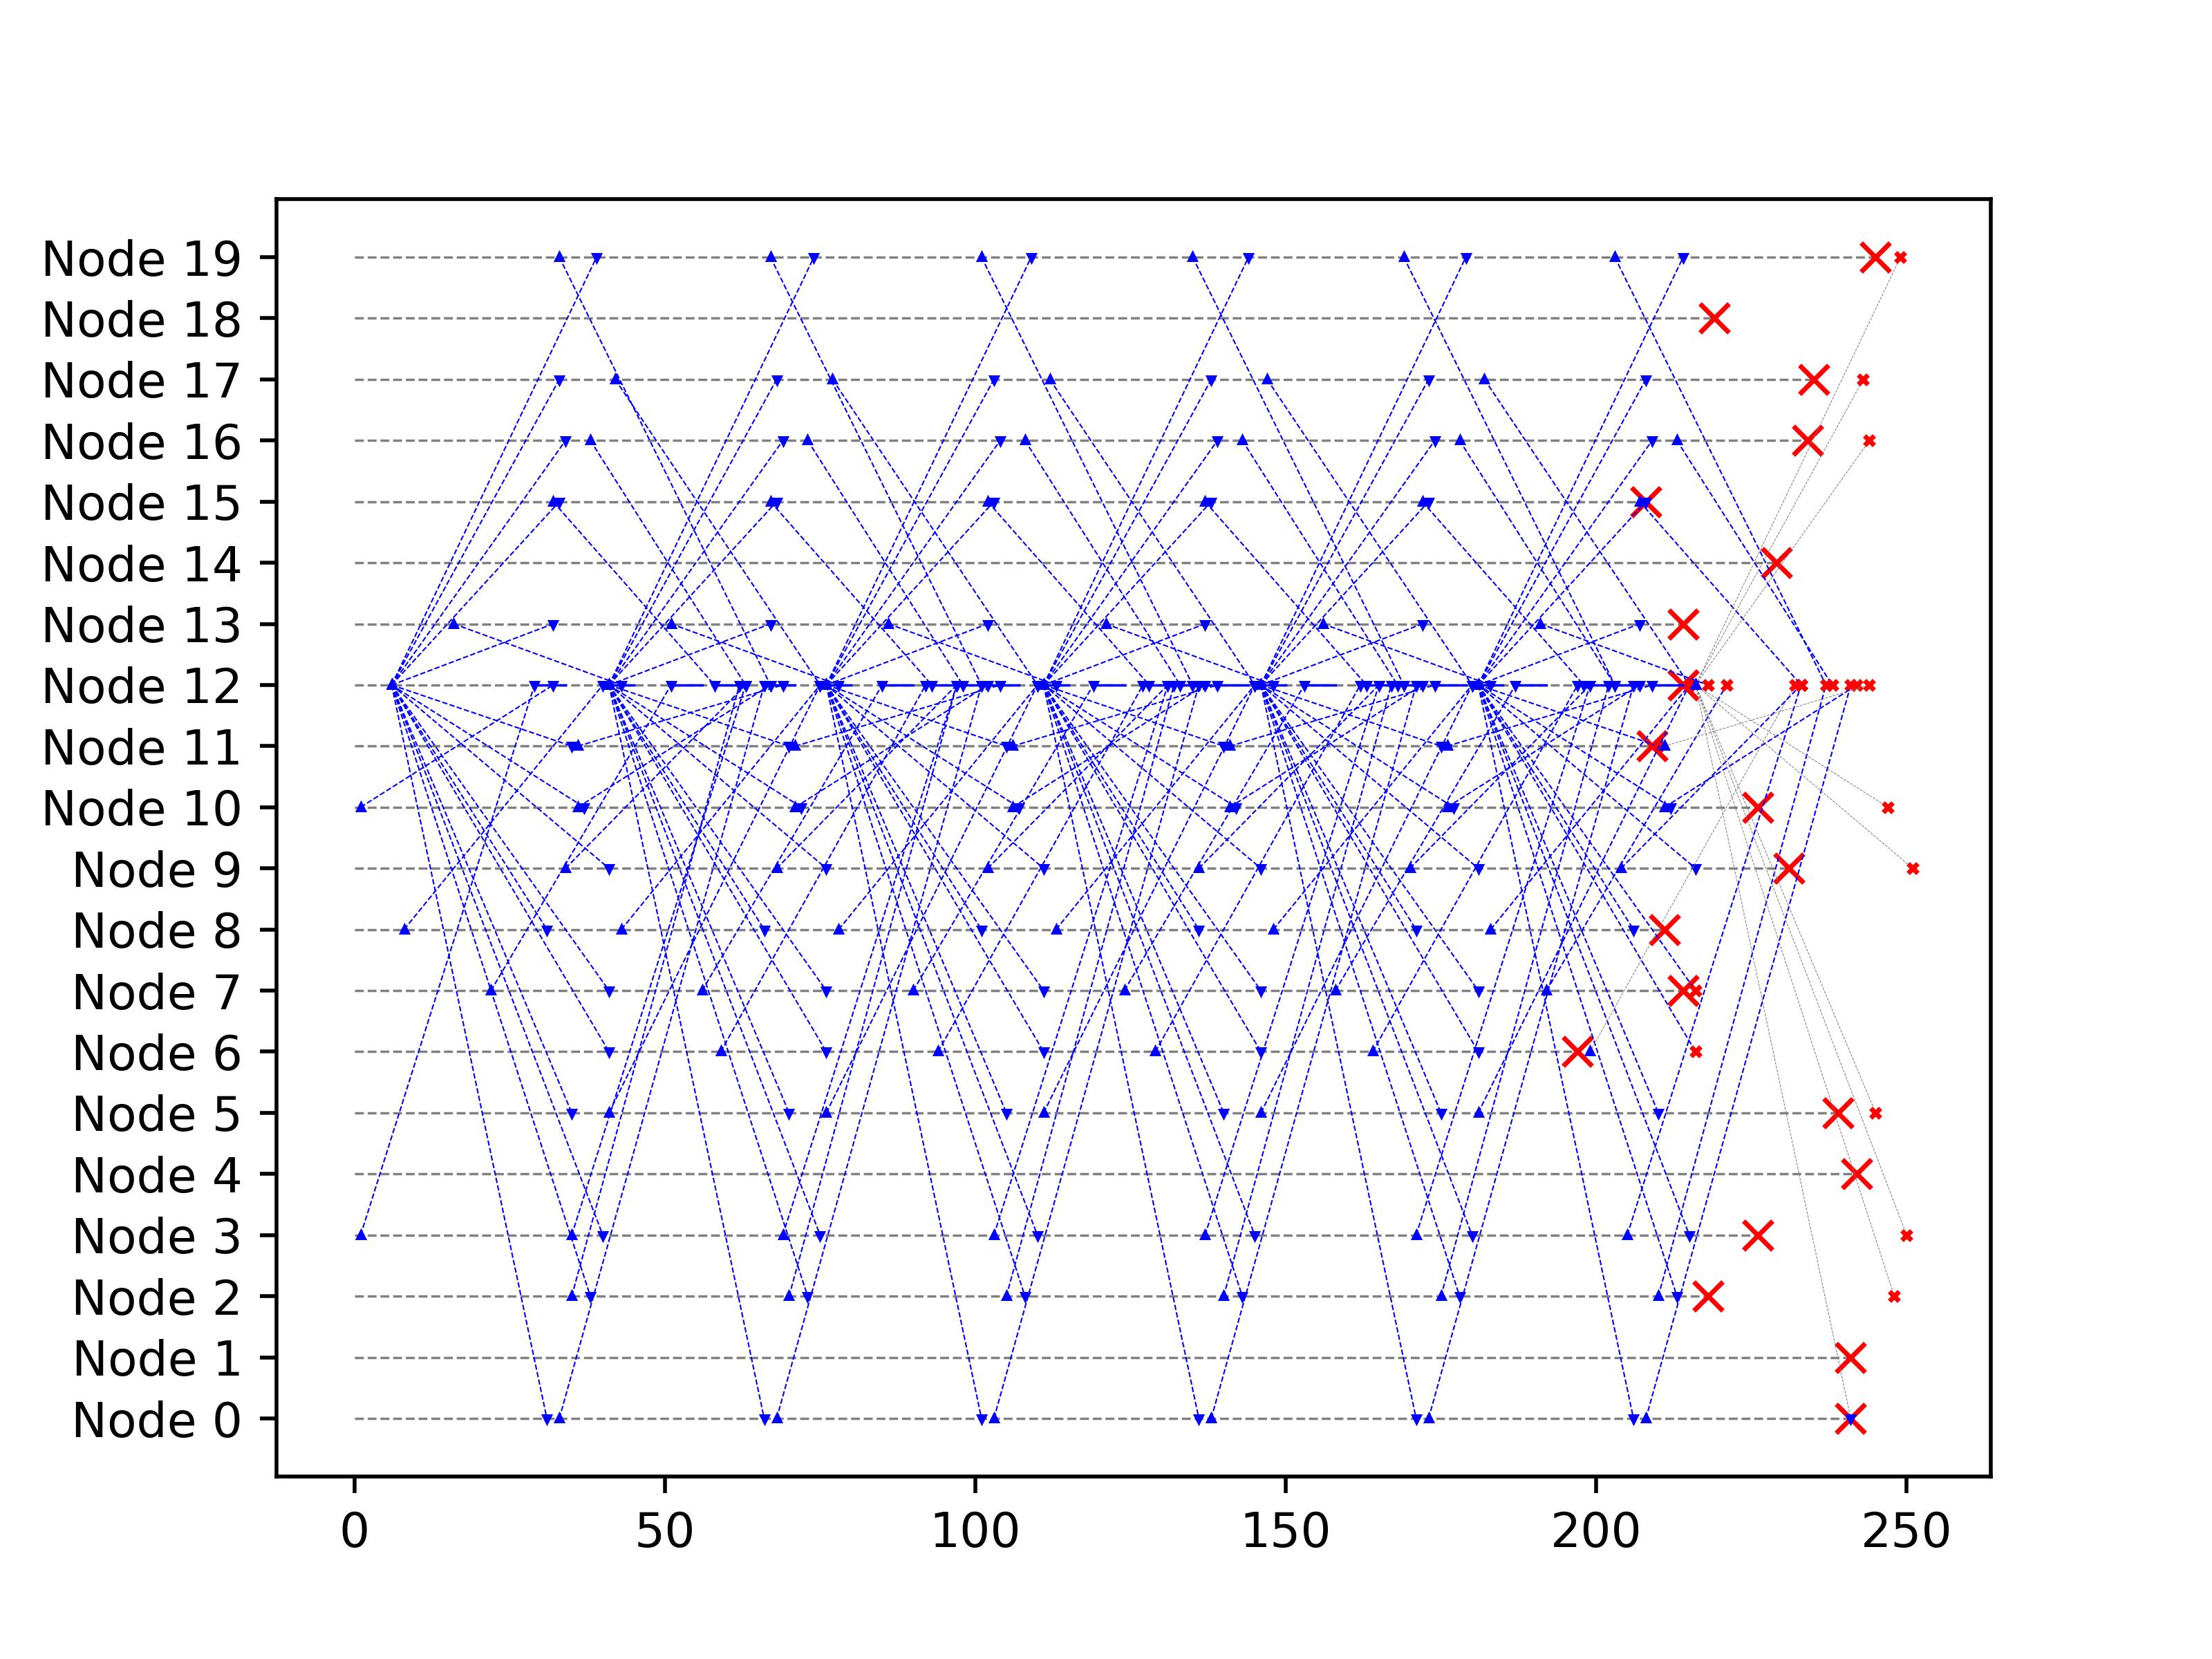 Node 19
Node 18
Node 17
Node 16
Node 15
Node 14
Node 13
Node 12
Node 11
Node 10
Node 9
Node 8
Node 7
Node 6
Node 5
Node 4
Node 3
Node 2
Node 1
Node 0
0 50 100 150 200 250